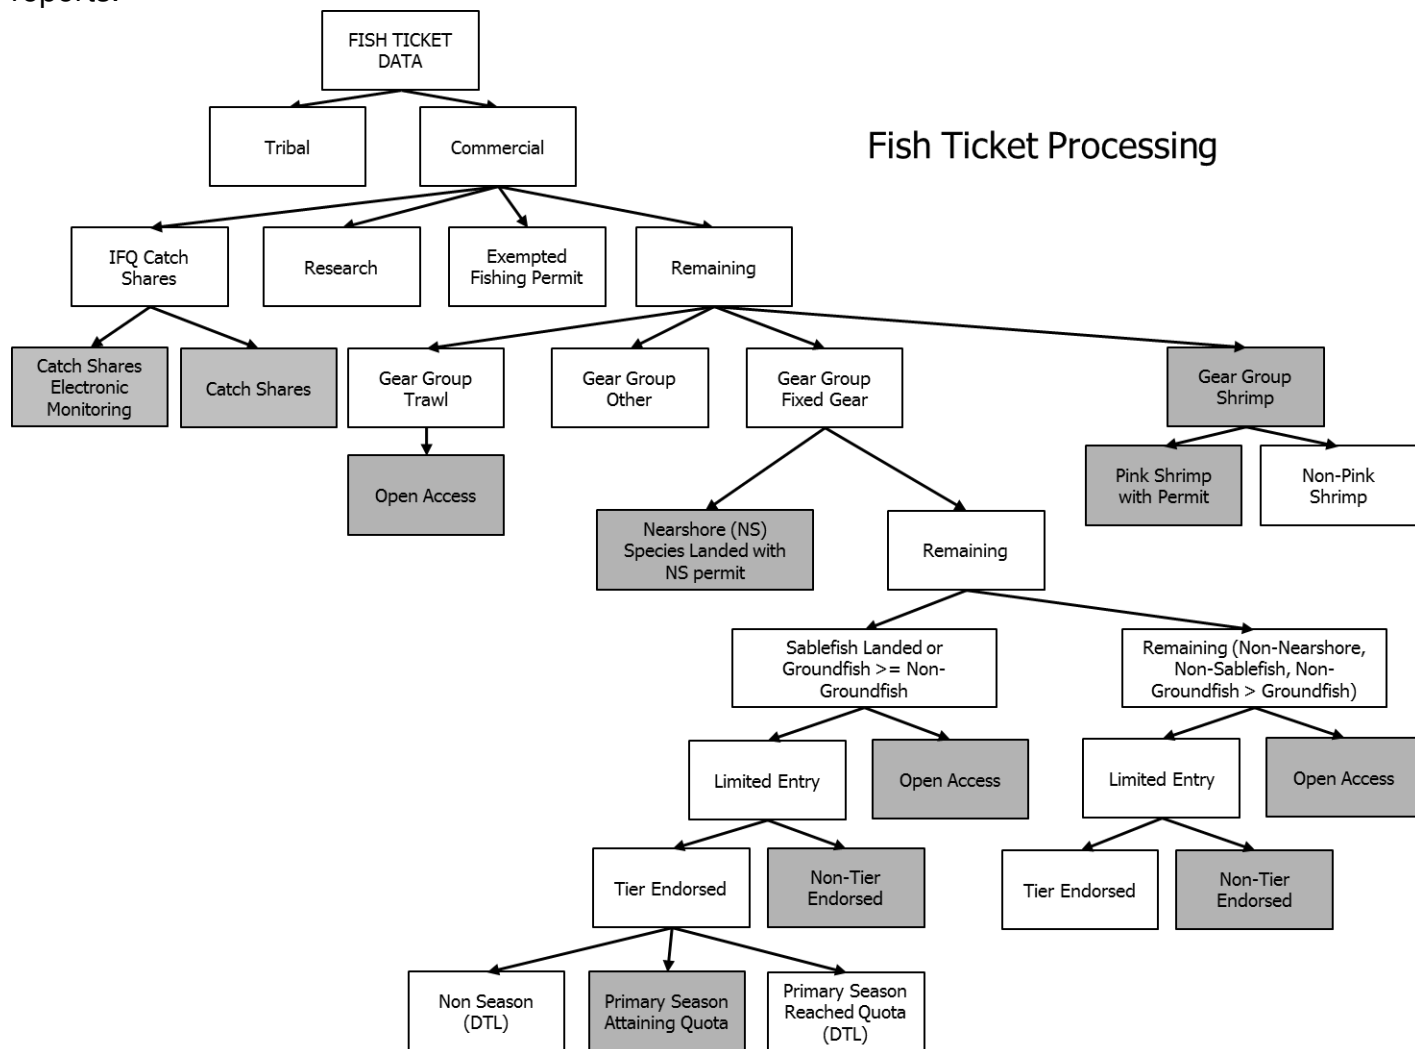 reports.
FISH TICKET
DATA
Fish Ticket Processing
Tribal
Commercial
IFQ Catch
Shares
Research
Exempted
Fishing Permit
Remaining
Catch Shares
Electronic
Monitoring
Catch Shares
Gear Group
Trawl
Gear Group
Other
Gear Group
Fixed Gear
Gear Group
Shrimp
Open Access
Pink Shrimp
with Permit
Non-Pink
Shrimp
Nearshore (NS)
Species Landed with
NS permit
Remaining
Sablefish Landed or
Groundfish >= Non-
Groundfish
Remaining (Non-Nearshore,
Non-Sablefish, Non-
Groundfish > Groundfish)
Limited Entry
Open Access
Limited Entry
Open Access
Tier Endorsed
Non-Tier
Endorsed
Tier Endorsed
Non-Tier
Endorsed
Non Season
(DTL)
Primary Season
Attaining Quota
Primary Season
Reached Quota
(DTL)